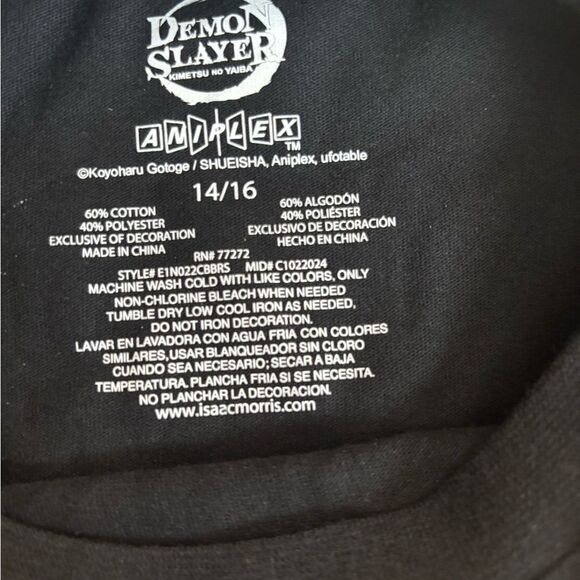 DEMON
SLAYER
KIMETSU NO YAIBA
ANIPLEX
TM
©Koyoharu Gotoge / SHUEISHA, Aniplex, ufotable
14/16
60% COTTON
40% POLYESTER
EXCLUSIVE OF DECORATION
MADE IN CHINA
60% ALGODÓN
40% POLIÉSTER
EXCLUSIVO DE DECORACIÓN
HECHO EN CHINA
RN# 77272
STYLE# E1N022CBBRS MID# C1022024
MACHINE WASH COLD WITH LIKE COLORS, ONLY
NON-CHLORINE BLEACH WHEN NEEDED
TUMBLE DRY LOW COOL IRON AS NEEDED,
DO NOT IRON DECORATION.
LAVAR EN LAVADORA CON AGUA FRIA CON COLORES
SIMILARES,USAR BLANQUEADOR SIN CLORO
CUANDO SEA NECESARIO; SECAR A BAJA
TEMPERATURA. PLANCHA FRIA SI SE NECESITA.
NO PLANCHAR LA DECORACION.
www.isaacmorris.com